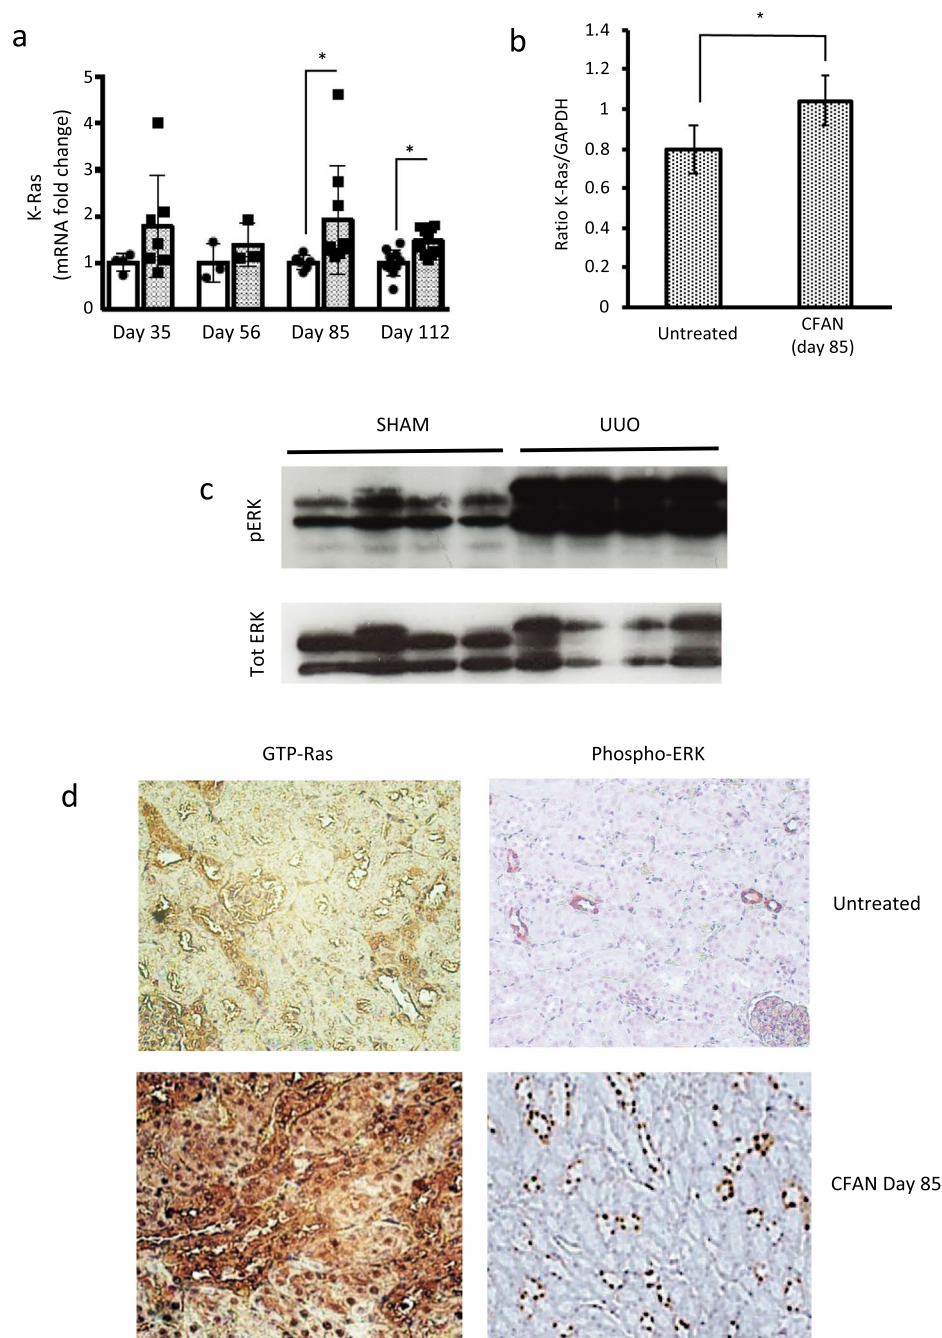 a
K-Ras
(mRNA fold change)
5
4
3
2
1
0
*
*
Day 35
Day 56
Day 85
Day 112
b
Ratio K-Ras/GAPDH
1.4
1.2
1
0.8
0.6
0.4
0.2
0
*
Untreated
CFAN
(day 85)
c
SHAM
UUO
pERK
Tot ERK
d
GTP-Ras
Phospho-ERK
Untreated
CFAN Day 85